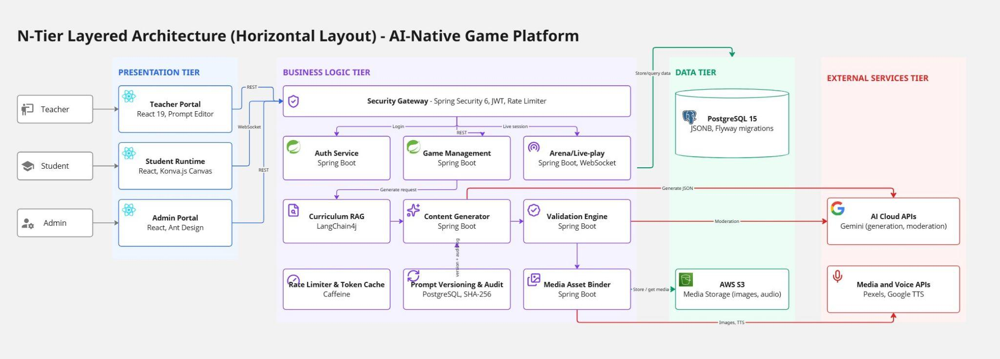 N-Tier Layered Architecture (Horizontal Layout) - AI-Native Game Platform
PRESENTATION TIER
Teacher
Teacher Portal
React 19, Prompt Editor
Student
Student Runtime
React, Konva.js Canvas
Admin
Admin Portal
React, Ant Design
REST
WebSocket
REST
BUSINESS LOGIC TIER
Security Gateway - Spring Security 6, JWT, Rate Limiter
Login
REST
Live session
Auth Service
Spring Boot
Game Management
Spring Boot
Arena/Live-play
Spring Boot, WebSocket
Generate request
Curriculum RAG
LangChain4j
Content Generator
Spring Boot
Validation Engine
Spring Boot
version + audit log
Rate Limiter & Token Cache
Caffeine
Prompt Versioning & Audit
PostgreSQL, SHA-256
Media Asset Binder
Spring Boot
Store/query data
DATA TIER
PostgreSQL 15
JSONB, Flyway migrations
Generate JSON
Moderation
Store / get media
AWS S3
Media Storage (images, audio)
Images, TTS
EXTERNAL SERVICES TIER
AI Cloud APIs
Gemini (generation, moderation)
Media and Voice APIs
Pexels, Google TTS